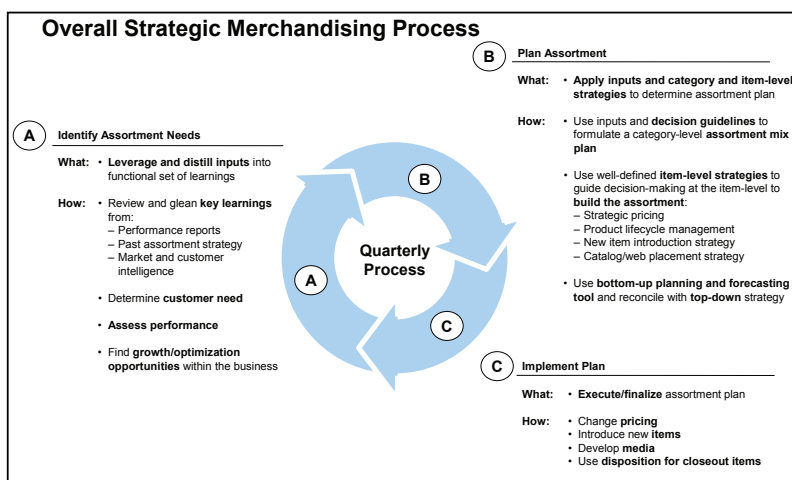 Overall Strategic Merchandising Process
A
Identify Assortment Needs
What: • Leverage and distill inputs into
functional set of learnings
How: • Review and glean key learnings
from:
– Performance reports
– Past assortment strategy
– Market and customer
intelligence
• Determine customer need
• Assess performance
• Find growth/optimization
opportunities within the business
Quarterly
Process
A
B
C
B
Plan Assortment
What: • Apply inputs and category and item-level
strategies to determine assortment plan
How: • Use inputs and decision guidelines to
formulate a category-level assortment mix
plan
• Use well-defined item-level strategies to
guide decision-making at the item-level to
build the assortment:
– Strategic pricing
– Product lifecycle management
– New item introduction strategy
– Catalog/web placement strategy
• Use bottom-up planning and forecasting
tool and reconcile with top-down strategy
C
Implement Plan
What: • Execute/finalize assortment plan
How: • Change pricing
• Introduce new items
• Develop media
• Use disposition for closeout items